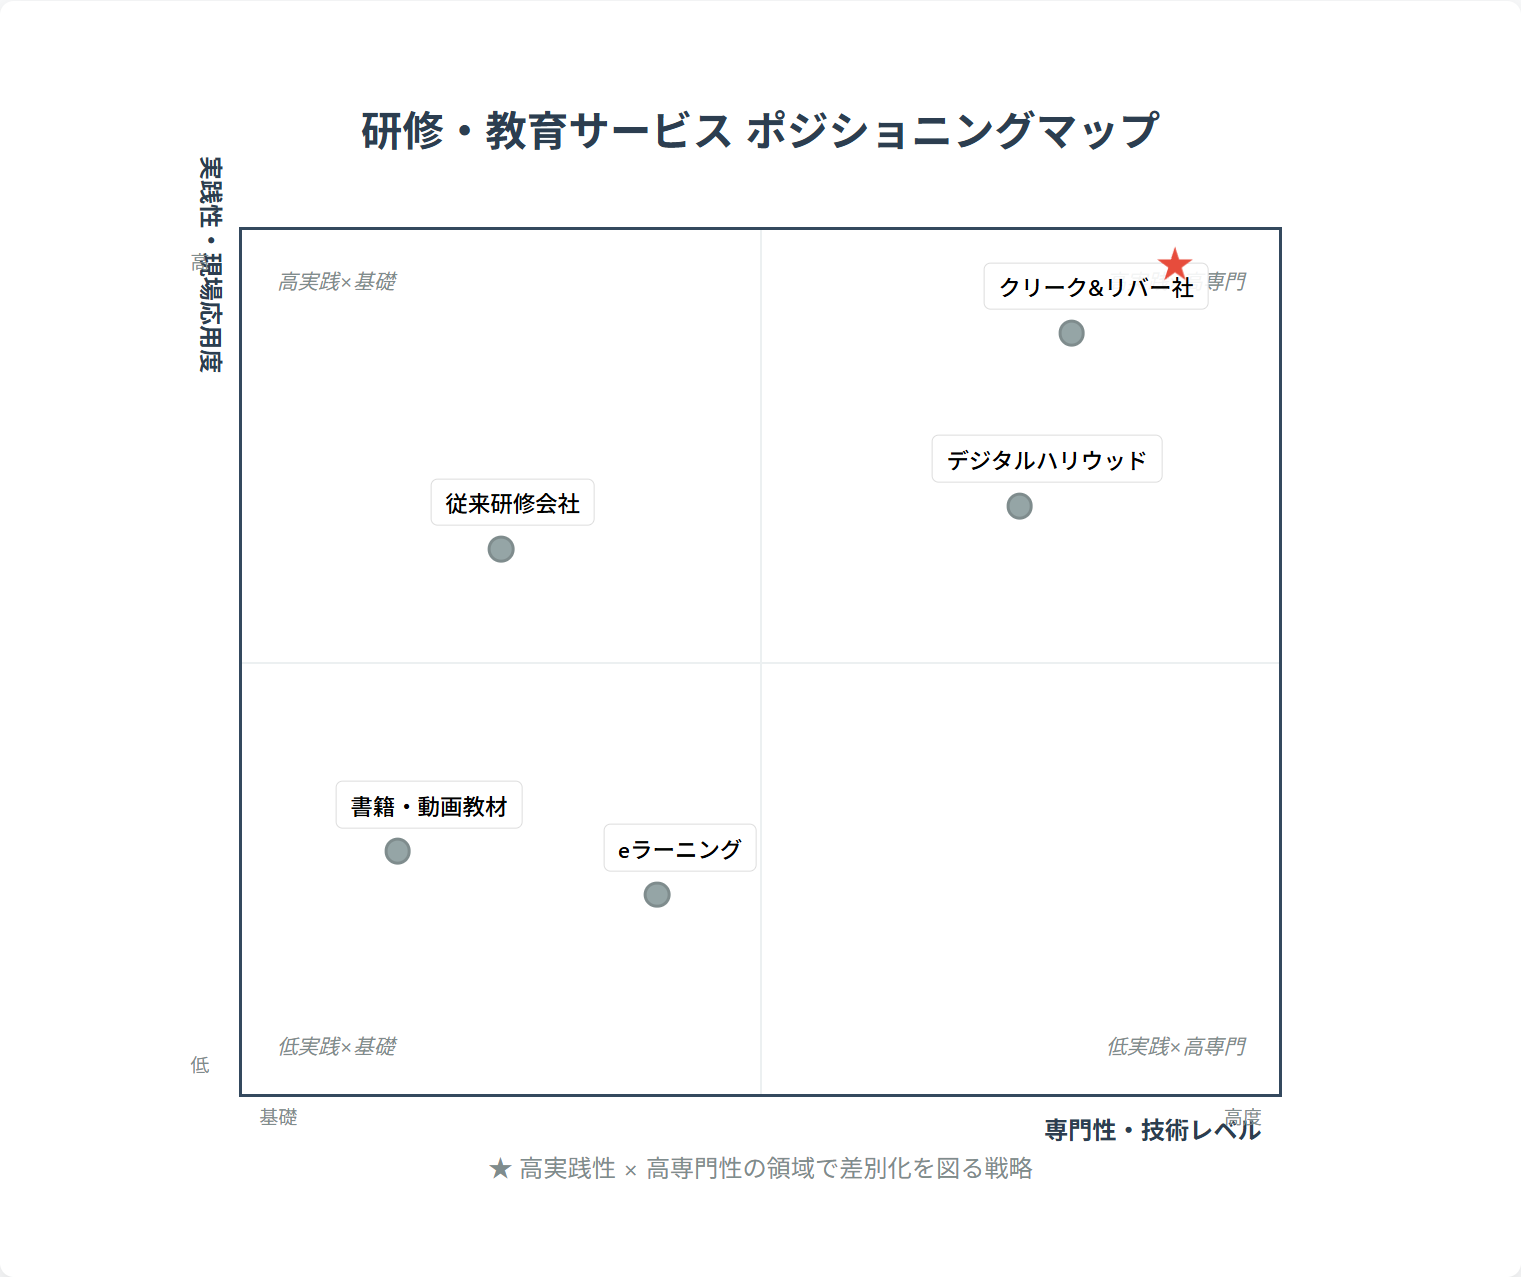 研修・教育サービス ポジショニングマップ
実践性・現場応用度
高
高実践×基礎
専門
クリーク&リバー社
デジタルハリウッド
従来研修会社
書籍・動画教材
eラーニング
低実践×基礎
低実践×高専門
低
基礎
高度
専門性・技術レベル
★ 高実践性 × 高専門性の領域で差別化を図る戦略